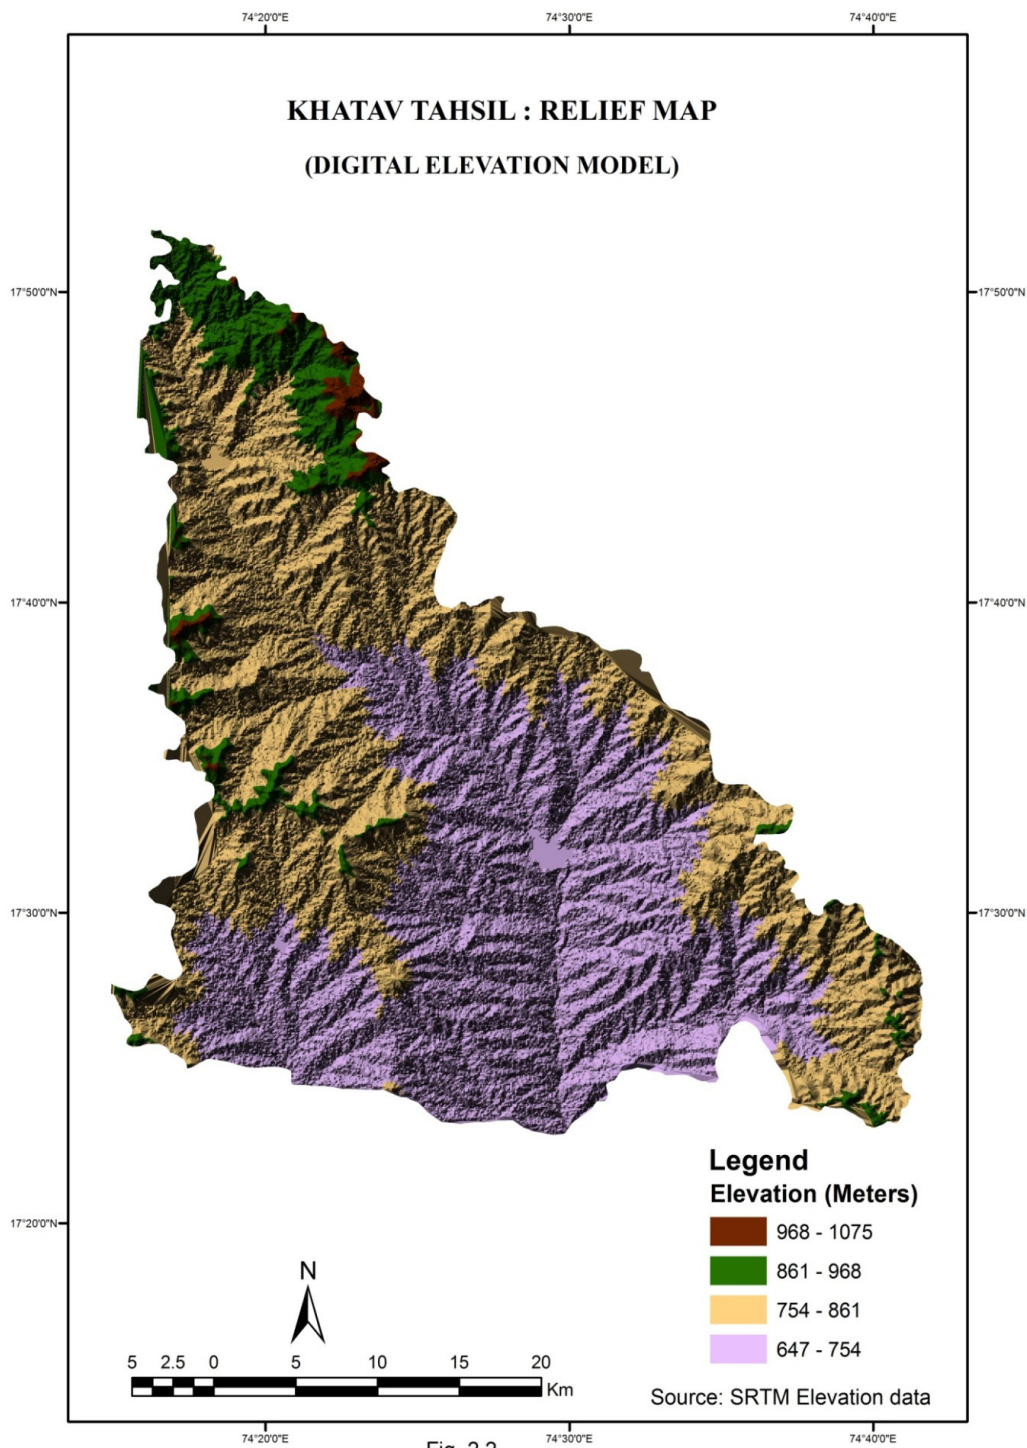 74°20'0"E 74°30'0"E 74°40'0"E
KHATAV TAHSIL : RELIEF MAP
(DIGITAL ELEVATION MODEL)
17°50'0"N 17°50'0"N
17°40'0"N 17°40'0"N
17°30'0"N 17°30'0"N
Legend
Elevation (Meters)
17°20'0"N 17°20'0"N
968 - 1075
861 - 968
754 - 861
647 - 754
N
5 2.5 0 5 10 15 20
Km
Source: SRTM Elevation data
74°20'0"E 74°30'0"E 74°40'0"E